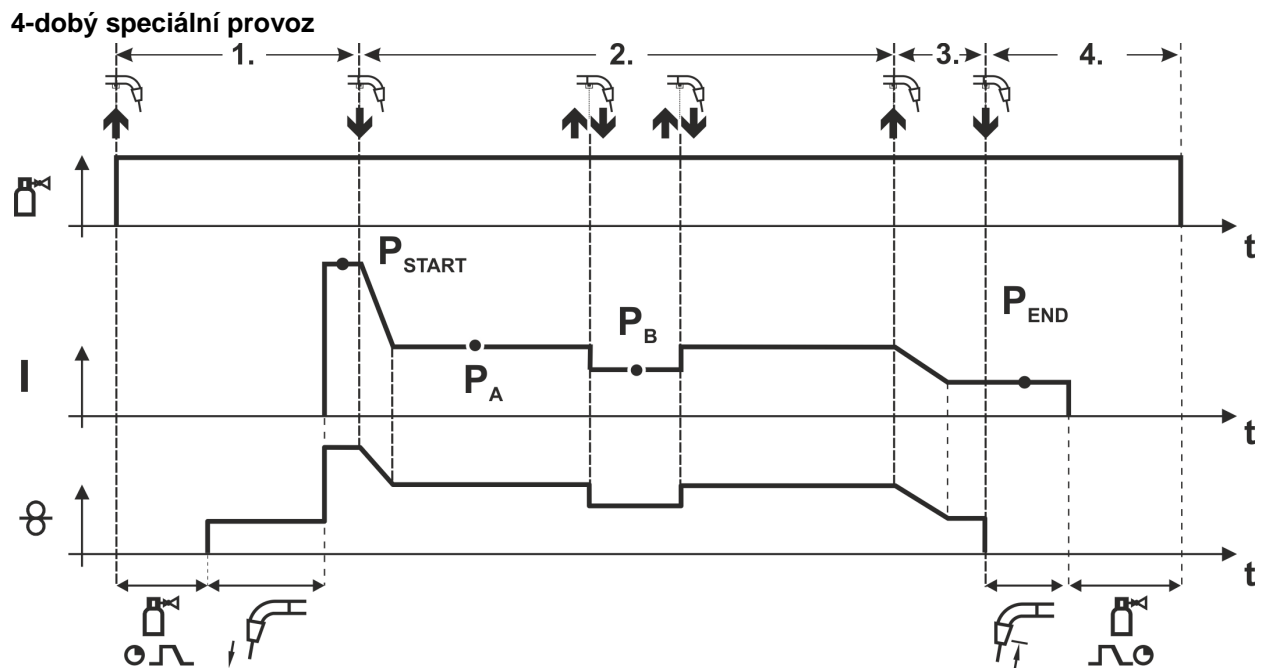 4-dobý speciální provoz
1. 2. 3. 4.
t
P START
P B
P END
P A
I
t
t